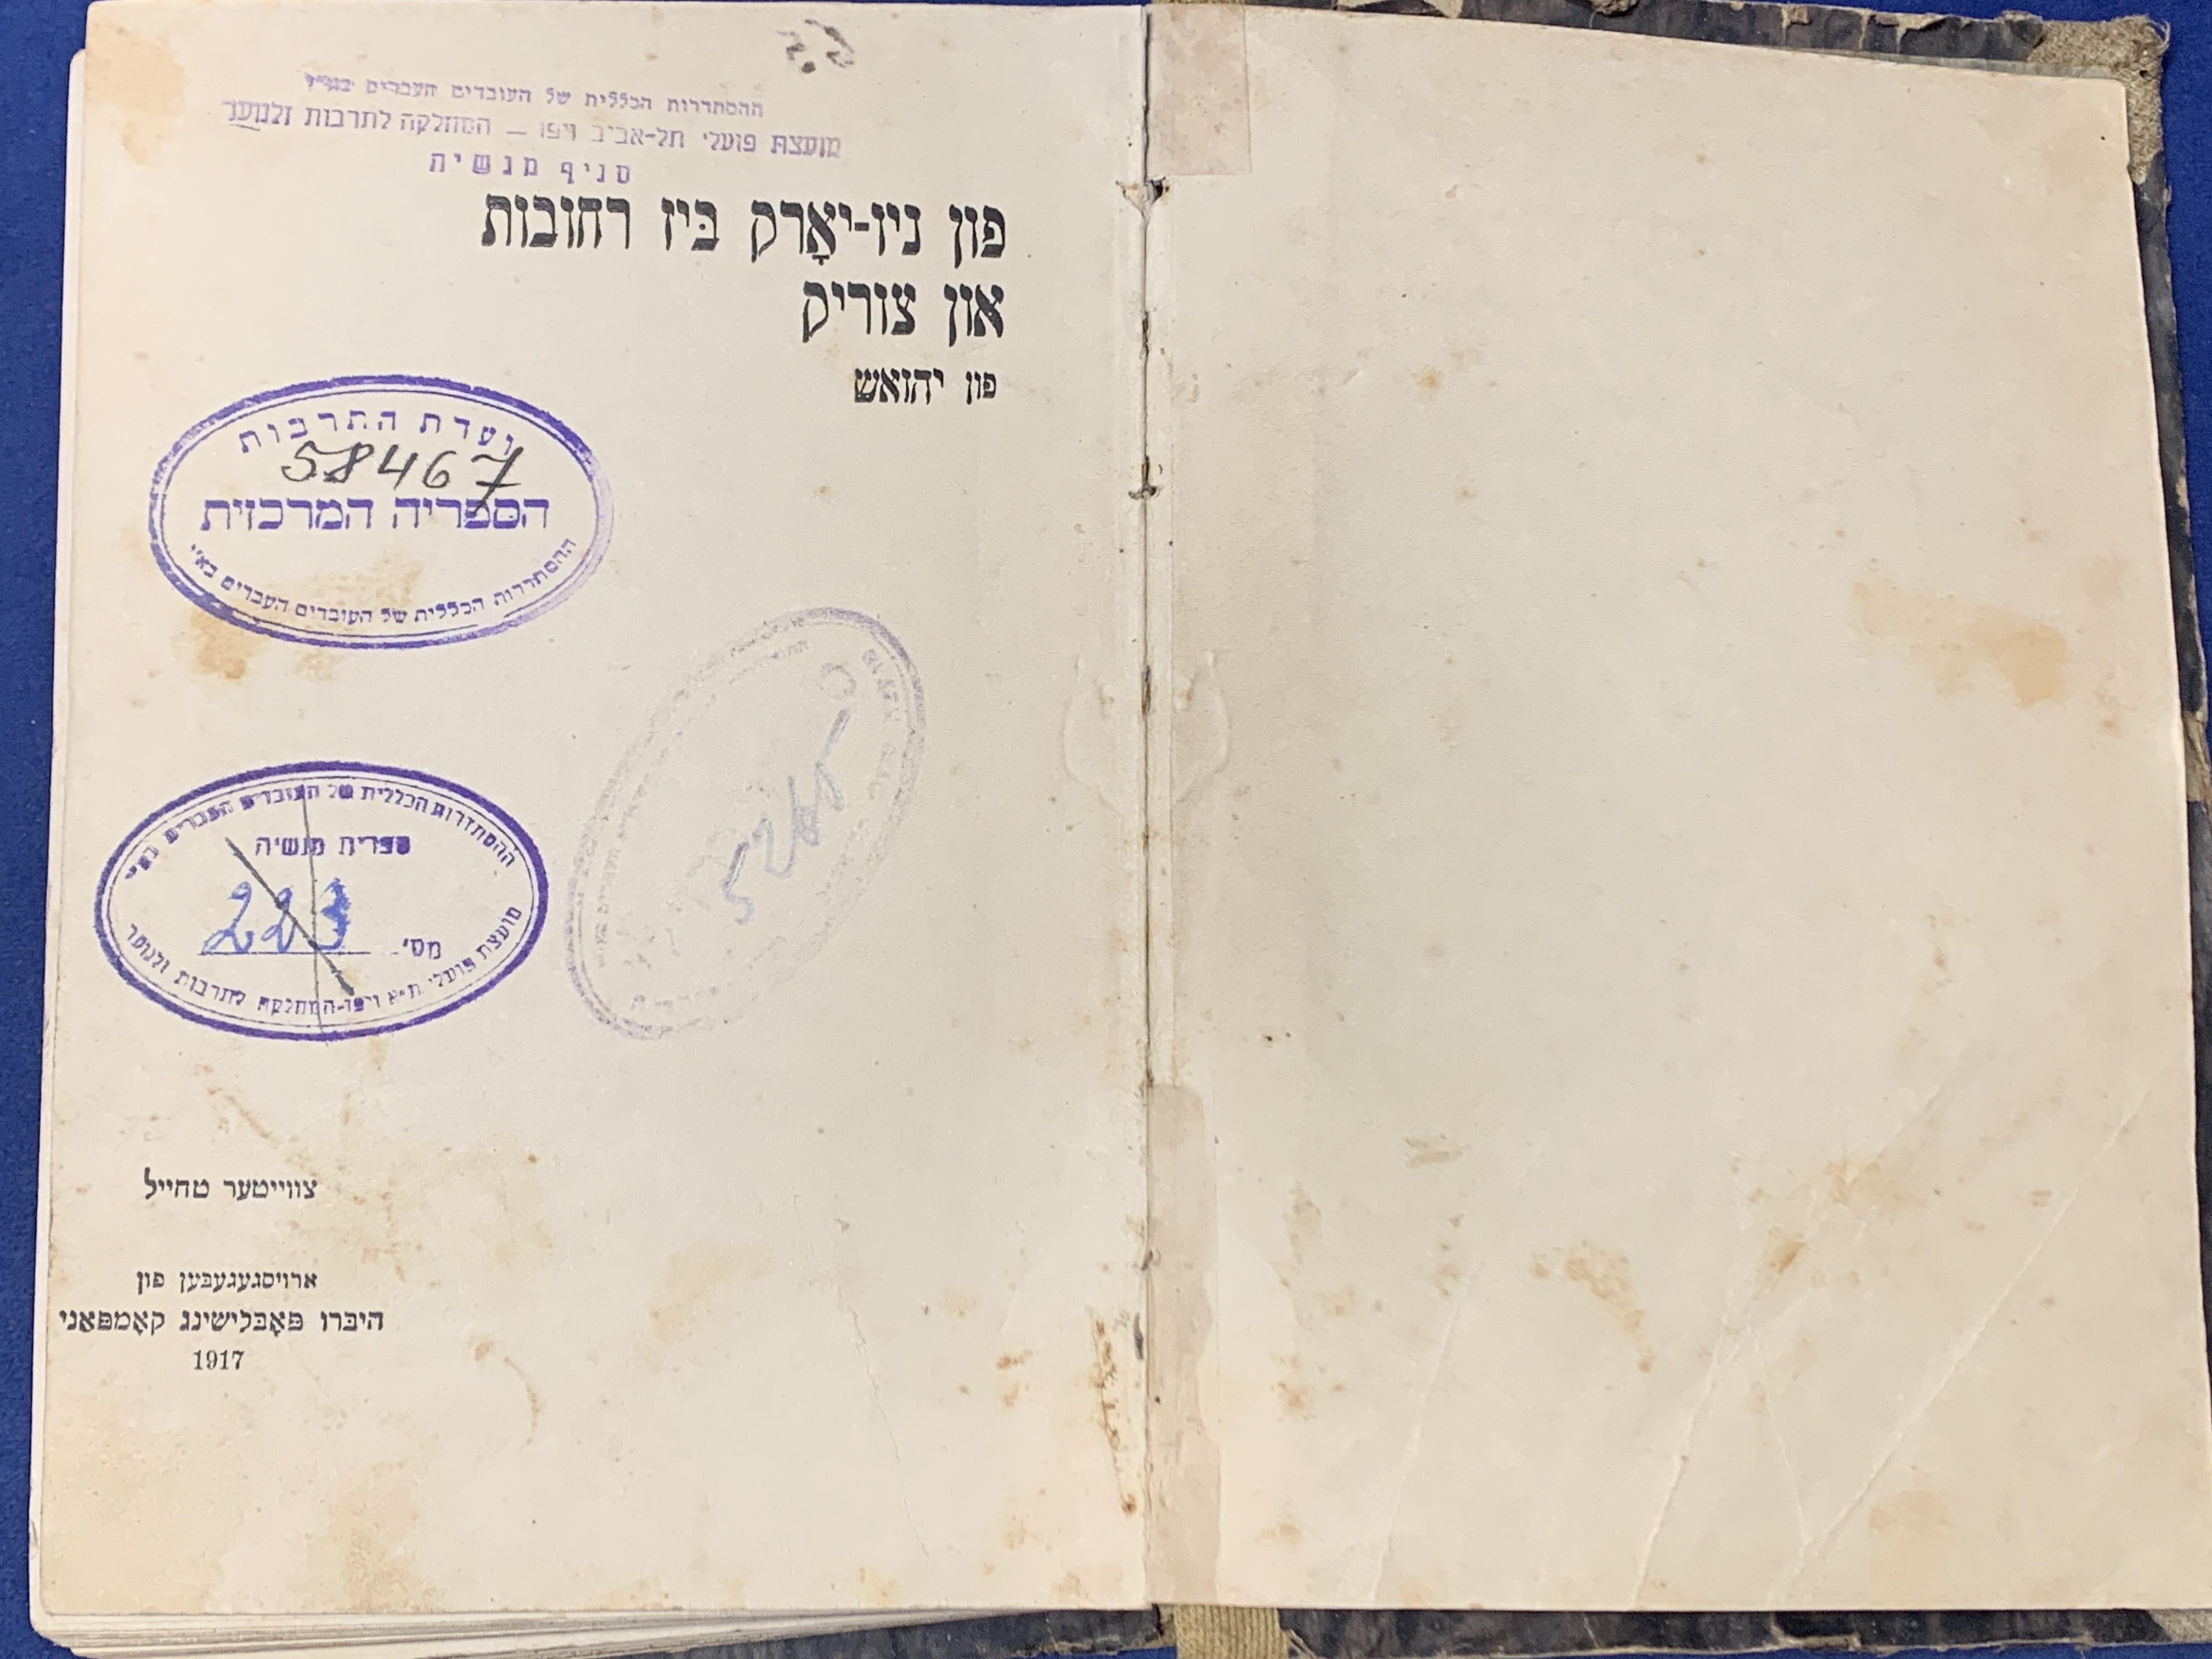 ההסתדרות הכללית של העובדים העברים
מועצת פועלי תל-אביב ויפו — המחלקה לתרבות ולנוער
סניף מנשיה
פון ניו-יאָרק ביז רחובות
און צוריק
פון יהואש
ועדת התרבות
58467
הספריה המרכזית
ההסתדרות הכללית של העובדים העברים בא"י
ההסתדרות הכללית של העובדים העברים בא"י
ספרית מנשיה
מס' 223
מועצת פועלי ת"א ויפו-המחלקה לתרבות ולנוער
צווייטער טהייל
ארויסגעגעבען פון
היברו פּאָבלישינג קאָמפּאַני
1917